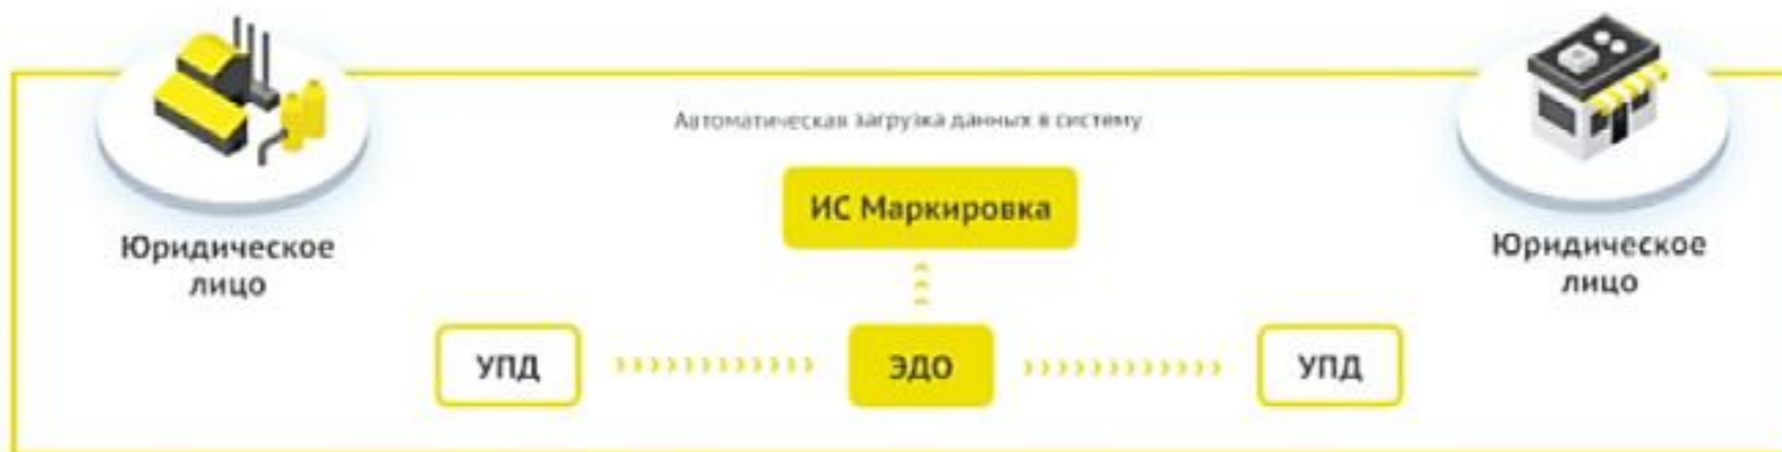 Автоматическая загрузка данных в систему
ИС Маркировка
Юридическое
лицо
Юридическое
лицо
УПД
ЭДО
УПД